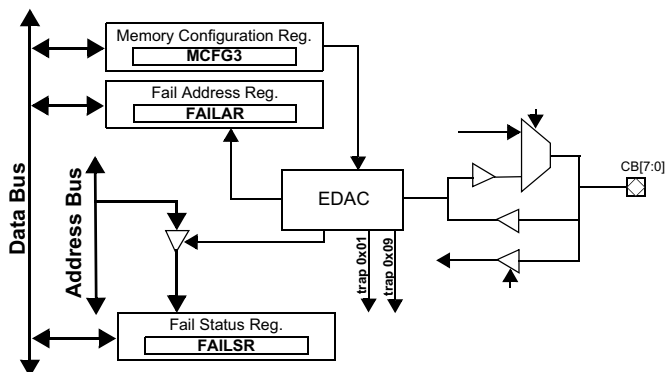 Memory Configuration Reg.
MCFG3
Fail Address Reg.
FAILAR
Data Bus
Address Bus
EDAC
CB[7:0]
trap 0x01
trap 0x09
Fail Status Reg.
FAILSR